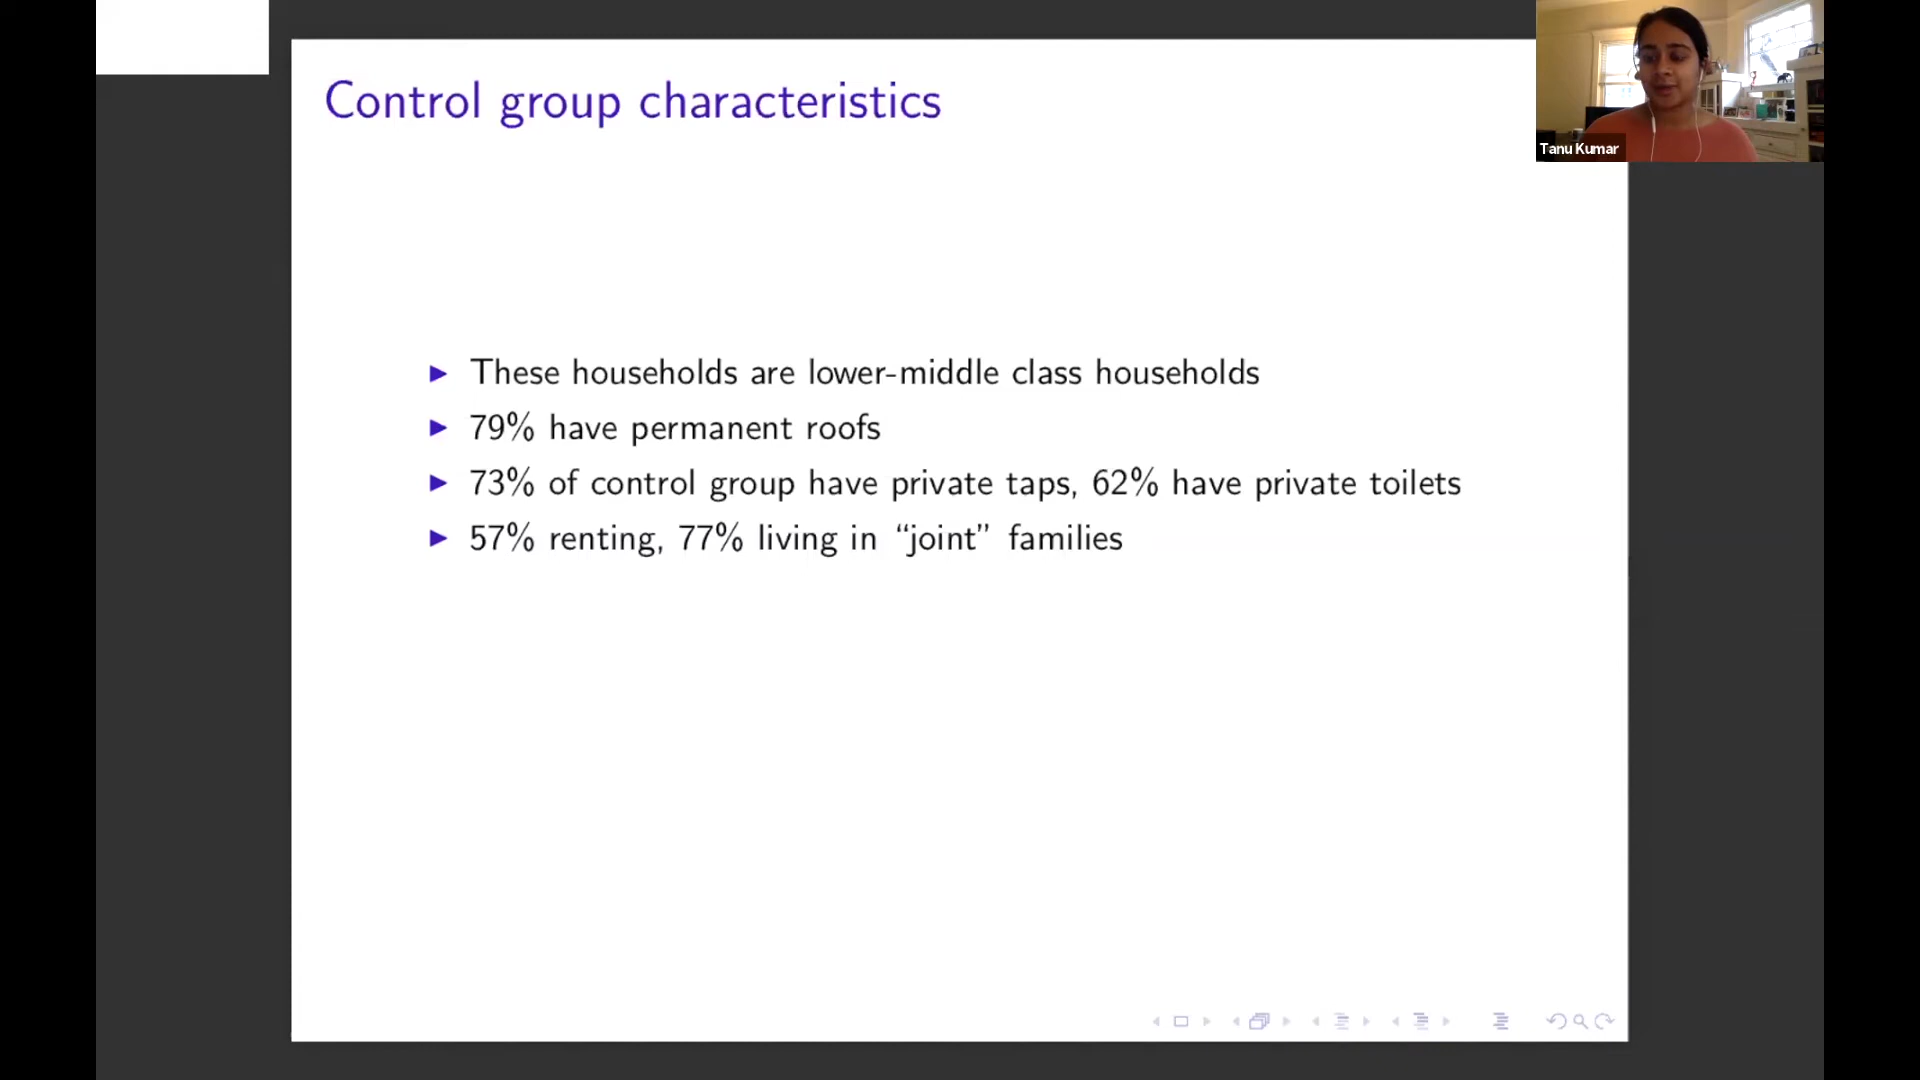 Control group characteristics
Tanu Kumar
These households are lower-middle class households
79% have permanent roofs
73% of control group have private taps, 62% have private toilets
57% renting, 77% living in “joint” families